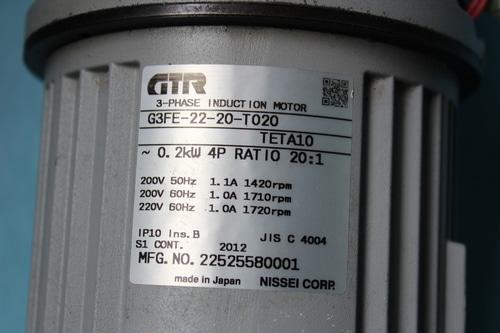 GTR
3-PHASE INDUCTION MOTOR
G3FE-22-20-T020
TETA10
~ 0.2kW 4P RATIO 20:1
200V 50Hz 1.1A 1420rpm
200V 60Hz 1.0A 1710rpm
220V 60Hz 1.0A 1720rpm
IP10 Ins.B JIS C 4004
S1 CONT. 2012
MFG.NO.22525580001
made in Japan NISSEI CORP.